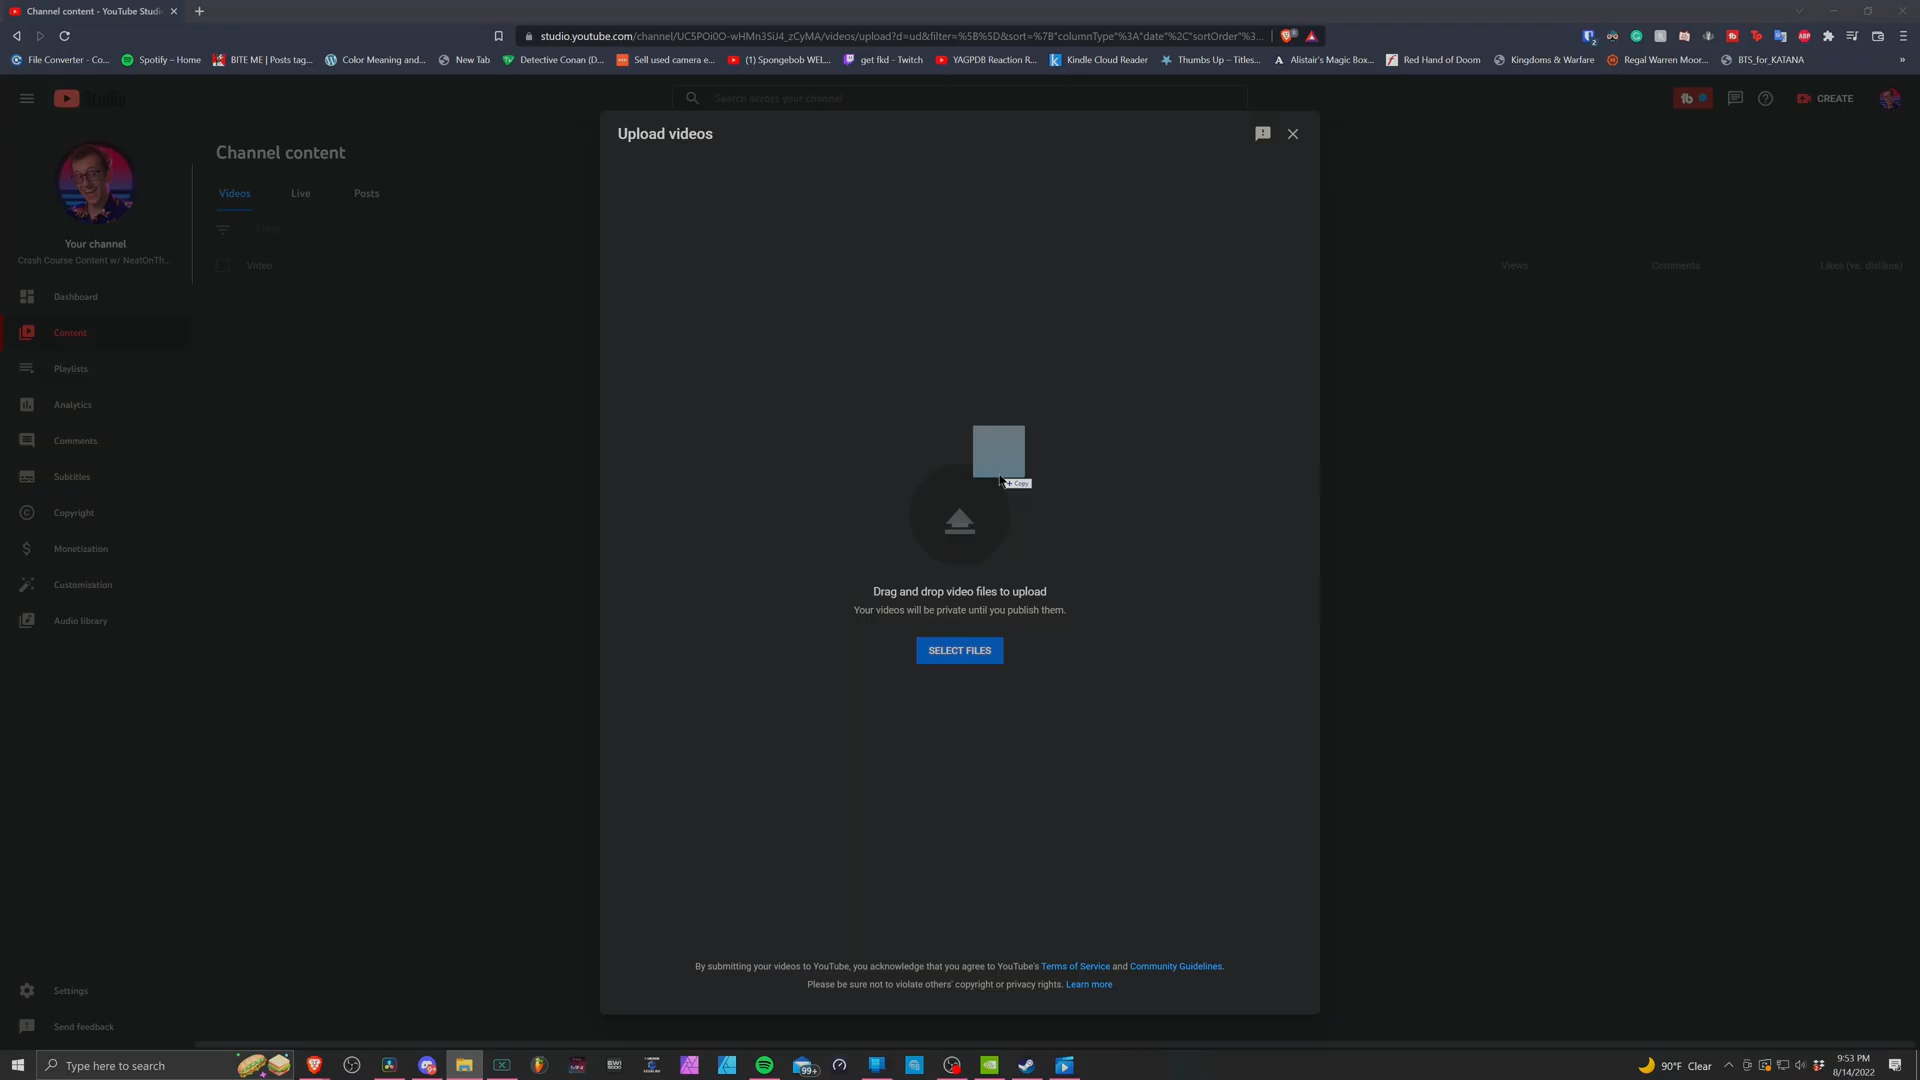 Channel content - YouTube Studi
studio.youtube.com/channel/UC5POi0O-wHMn3SiJ4_zCyMA/videos/upload?d=ud&filter=%5B%5D&sort=%7B"columnType"%3A"date"%2C"sortOrder"%3...
File Converter - Co... Spotify – Home BITE ME | Posts tag... Color Meaning and... New Tab Detective Conan (D... Sell used camera e... (1) Spongebob WEL... get fkd - Twitch YAGPDB Reaction R... Kindle Cloud Reader Thumbs Up – Titles... Alistair's Magic Box... Red Hand of Doom Kingdoms & Warfare Regal Warren Moor... BTS_for_KATANA »
Studio
Search across your channel
CREATE
Upload videos
Channel content
Videos Live Posts
Filter
Video Views Comments Likes (vs. dislikes)
Your channel
Crash Course Content w/ NeatOnTh...
Dashboard
Content
Playlists
Analytics
Comments
Subtitles
Copyright
Monetization
Customization
Audio library
Settings
Send feedback
+ Copy
Drag and drop video files to upload
Your videos will be private until you publish them.
SELECT FILES
By submitting your videos to YouTube, you acknowledge that you agree to YouTube's Terms of Service and Community Guidelines.
Please be sure not to violate others' copyright or privacy rights. Learn more
Type here to search
99+
90°F Clear
9:53 PM
8/14/2022